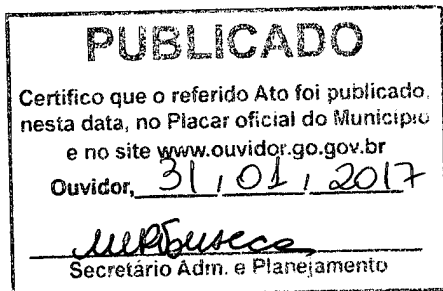 PUBLICADO
Certifico que o referido Ato foi publicado,
nesta data, no Placar oficial do Município
e no site www.ouvidor.go.gov.br
Ouvidor, 31 / 01 / 2017
Secretário Adm. e Planejamento